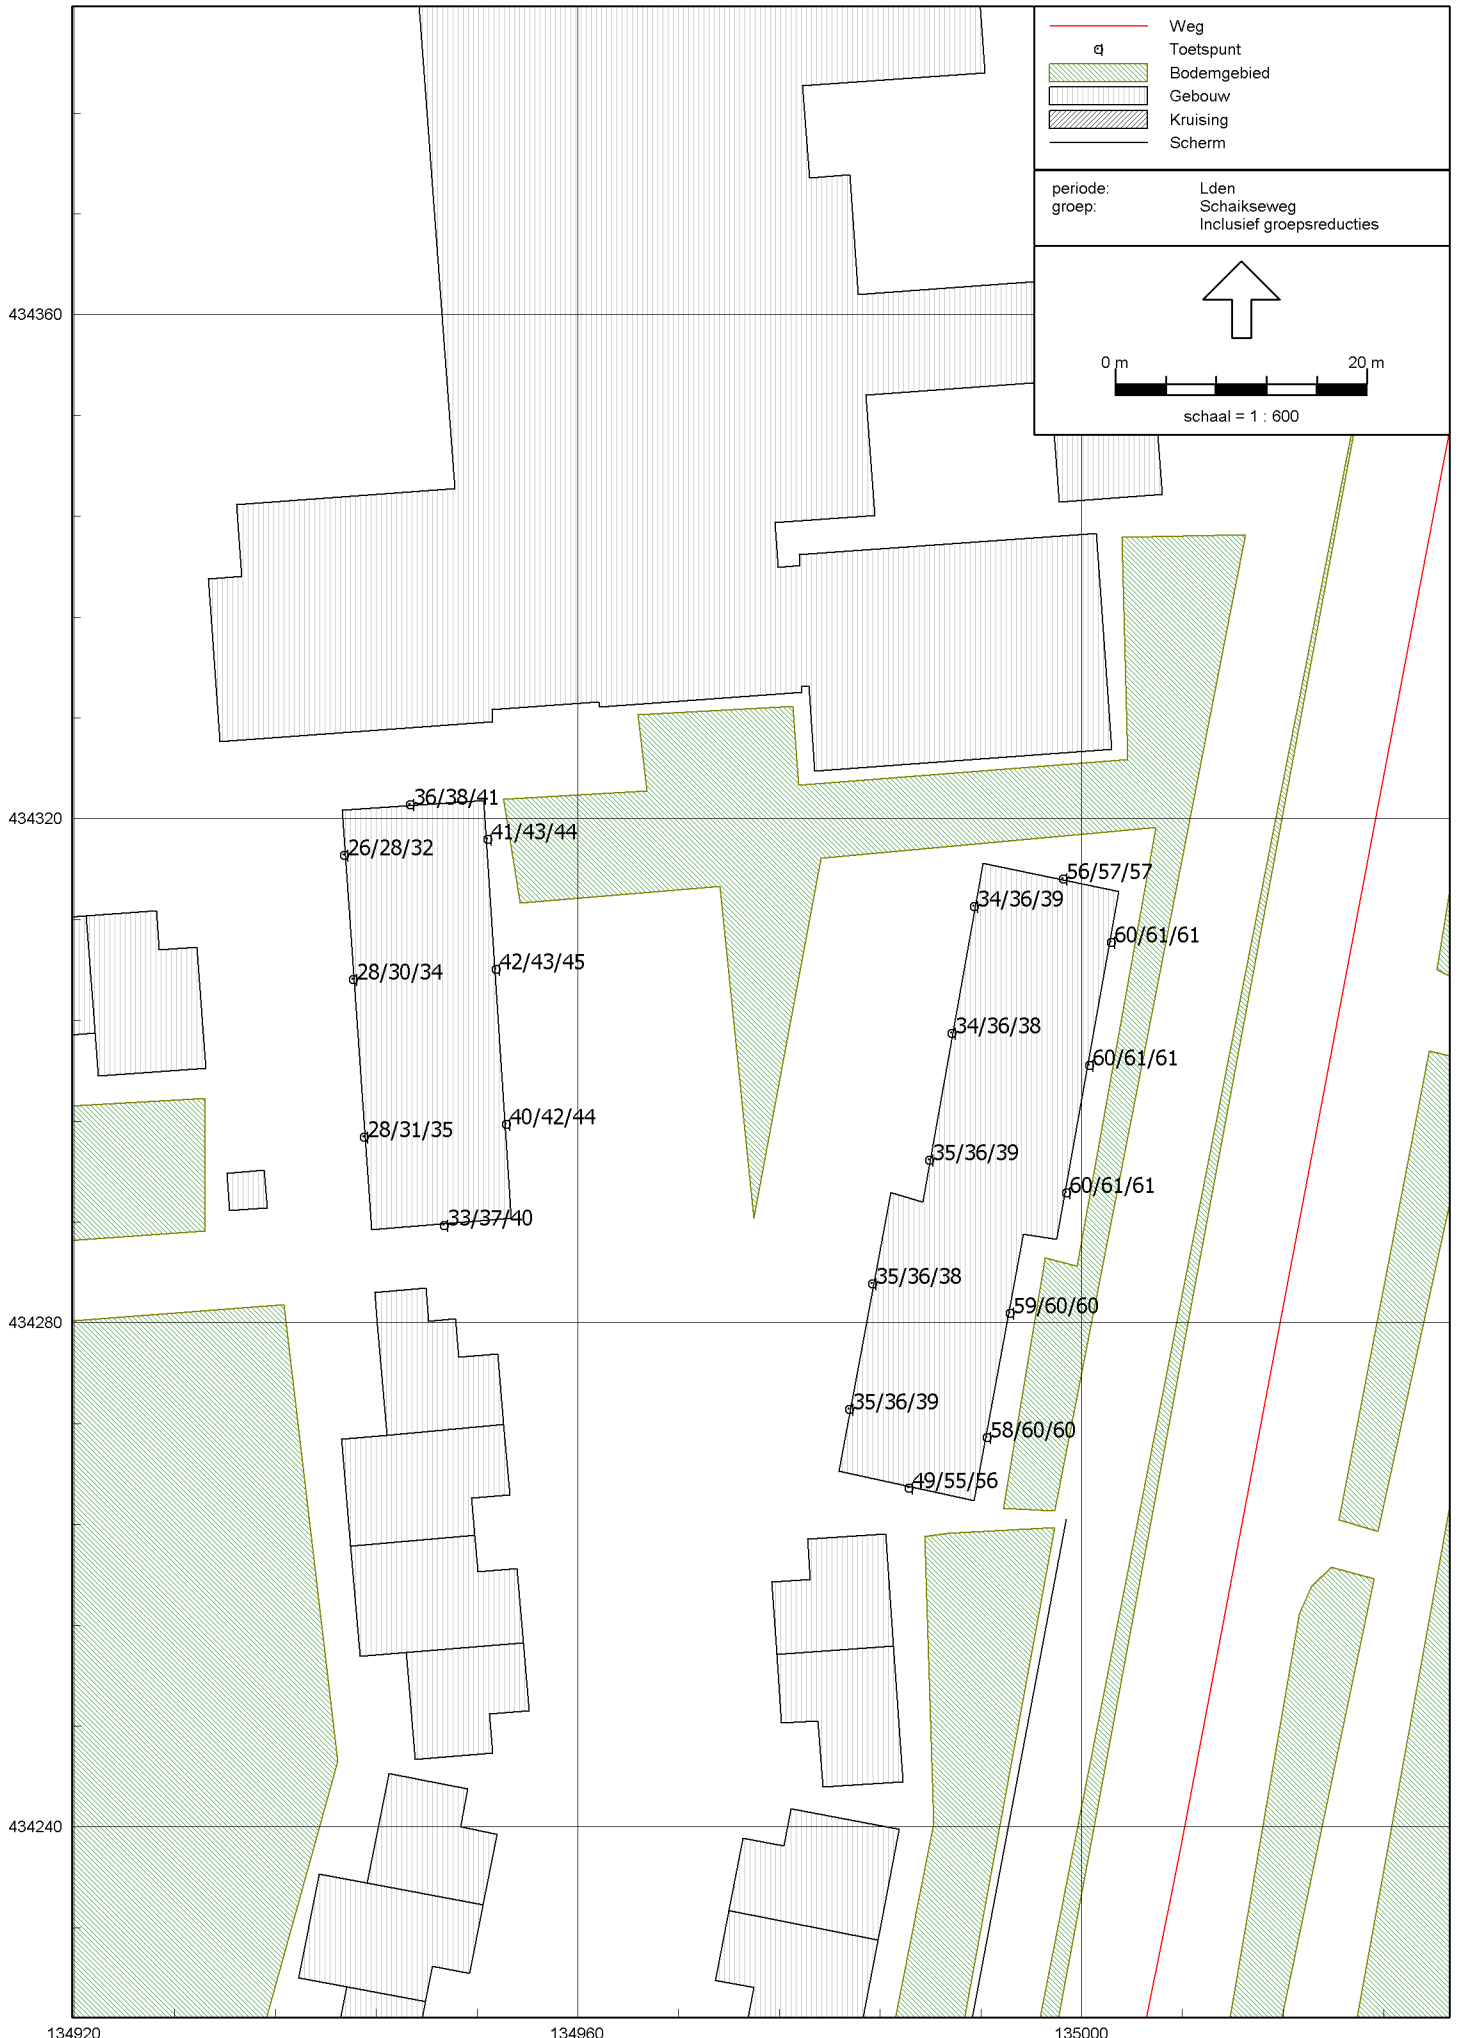 Weg
Toetspunt
Bodemgebied
Gebouw
Kruising
Scherm
periode: Lden
groep: Schaikseweg
Inclusief groepsreducties
434360
0 m 20 m
schaal = 1 : 600
36/38/41
434320
41/43/44
26/28/32
56/57/57
34/36/39
60/61/61
42/43/45
28/30/34
34/36/38
60/61/61
40/42/44
28/31/35
35/36/39
60/61/61
33/37/40
35/36/38
59/60/60
434280
35/36/39
58/60/60
49/55/56
434240
134920 134960 135000